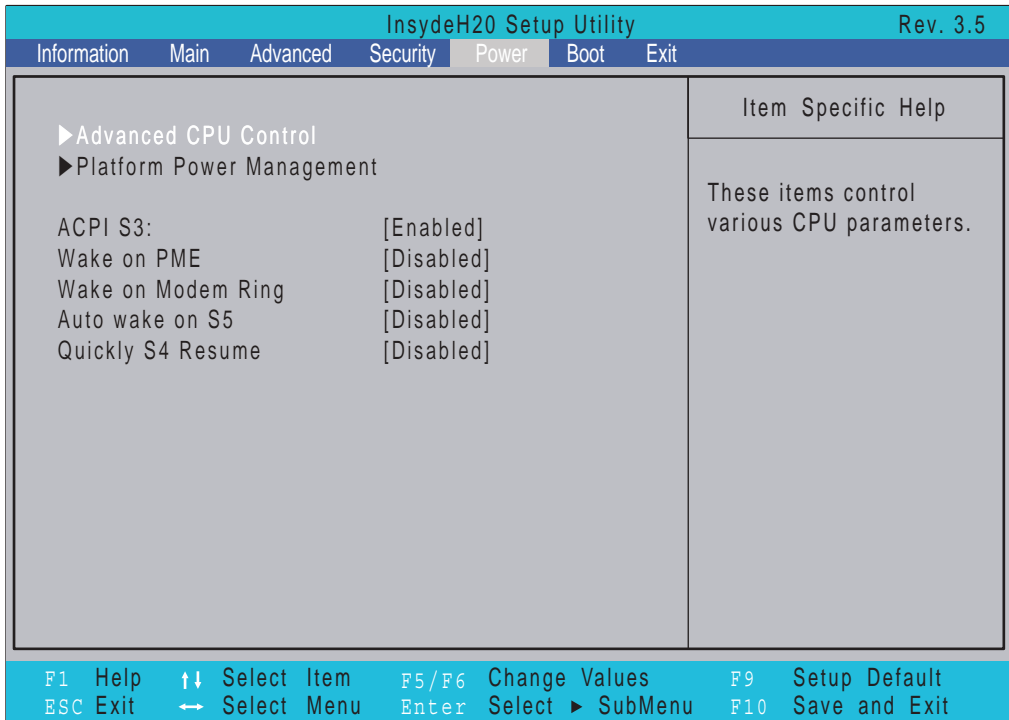 InsydeH20 Setup Utility Rev. 3.5
Information Main Advanced Security Power Boot Exit
▶Advanced CPU Control
▶Platform Power Management
ACPI S3: [Enabled]
Wake on PME [Disabled]
Wake on Modem Ring [Disabled]
Auto wake on S5 [Disabled]
Quickly S4 Resume [Disabled]
Item Specific Help
These items control
various CPU parameters.
F1 Help ↑↓ Select Item F5/F6 Change Values F9 Setup Default
ESC Exit ↔ Select Menu Enter Select ▶ SubMenu F10 Save and Exit